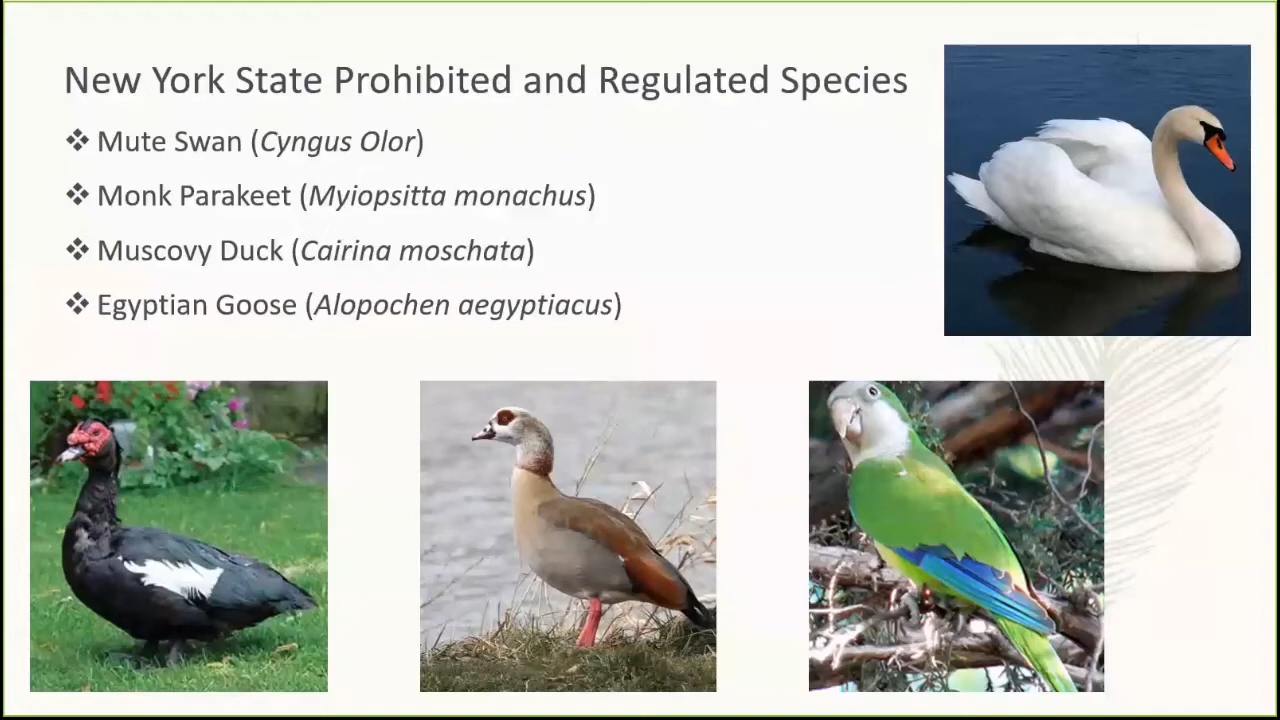 New York State Prohibited and Regulated Species
❖ Mute Swan (Cyngus Olor)
❖ Monk Parakeet (Myiopsitta monachus)
❖ Muscovy Duck (Cairina moschata)
❖ Egyptian Goose (Alopochen aegyptiacus)